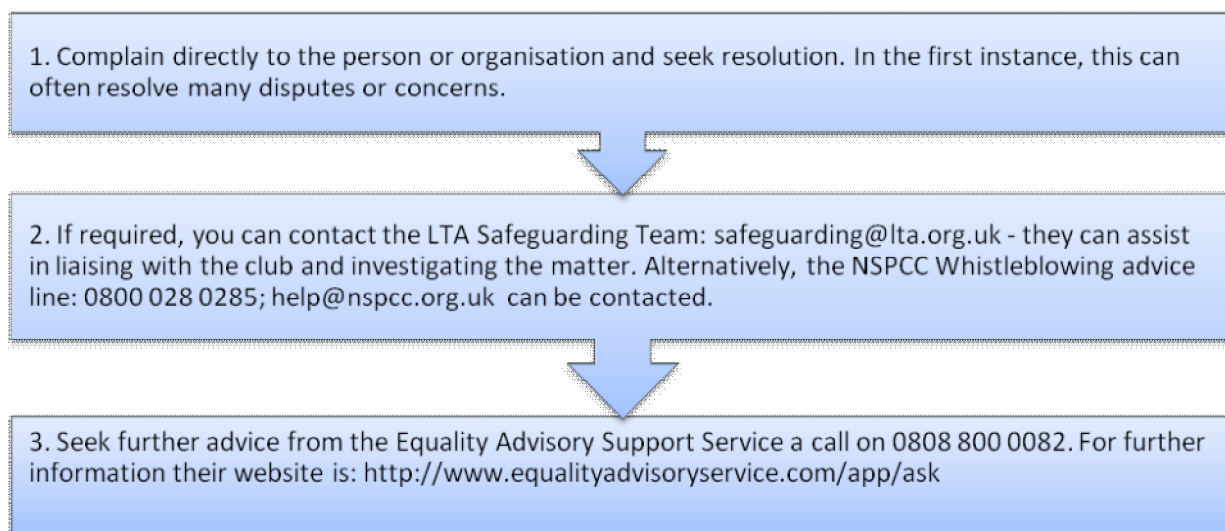 1. Complain directly to the person or organisation and seek resolution. In the first instance, this can
often resolve many disputes or concerns.
2. If required, you can contact the LTA Safeguarding Team: safeguarding@lta.org.uk - they can assist
in liaising with the club and investigating the matter. Alternatively, the NSPCC Whistleblowing advice
line: 0800 028 0285; help@nspcc.org.uk can be contacted.
3. Seek further advice from the Equality Advisory Support Service a call on 0808 800 0082. For further
information their website is: http://www.equalityadvisoryservice.com/app/ask